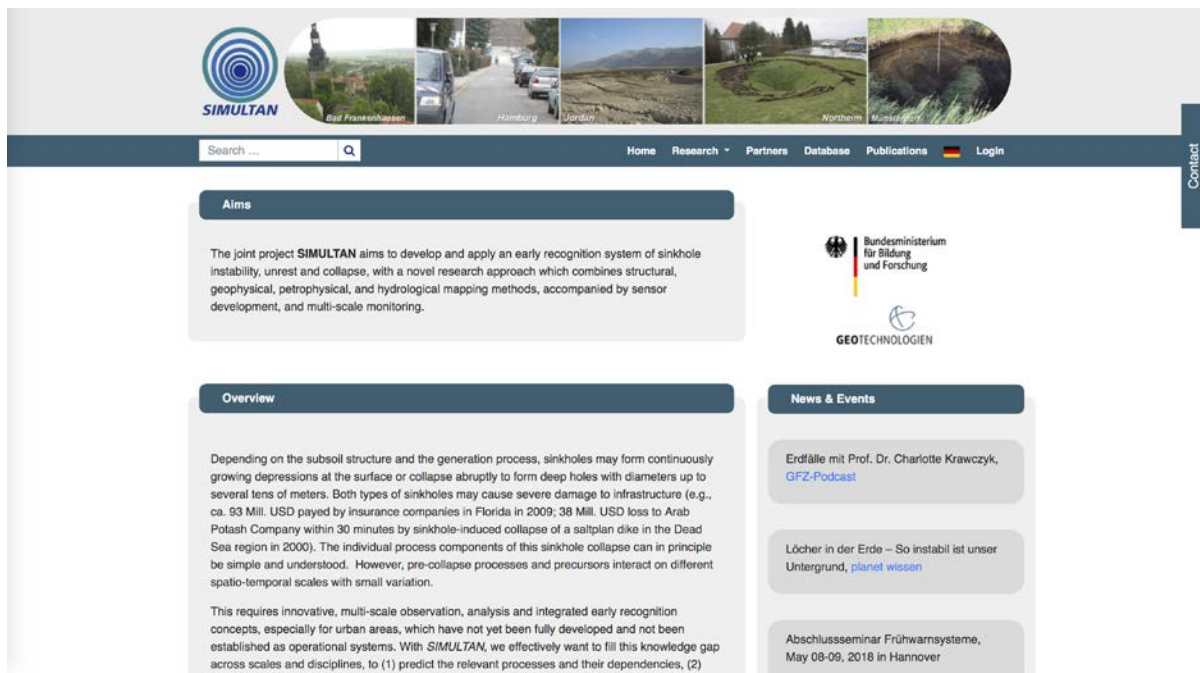 SIMULTAN
Bad Frankenhausen
Hamburg
Jordan
Northeim
Münsterdorf
Search ...
Home Research Partners Database Publications Login
Contact
Aims
The joint project SIMULTAN aims to develop and apply an early recognition system of sinkhole
instability, unrest and collapse, with a novel research approach which combines structural,
geophysical, petrophysical, and hydrological mapping methods, accompanied by sensor
development, and multi-scale monitoring.
Bundesministerium
für Bildung
und Forschung
GEOTECHNOLOGIEN
Overview
Depending on the subsoil structure and the generation process, sinkholes may form continuously
growing depressions at the surface or collapse abruptly to form deep holes with diameters up to
several tens of meters. Both types of sinkholes may cause severe damage to infrastructure (e.g.,
ca. 93 Mill. USD payed by insurance companies in Florida in 2009; 38 Mill. USD loss to Arab
Potash Company within 30 minutes by sinkhole-induced collapse of a saltplan dike in the Dead
Sea region in 2000). The individual process components of this sinkhole collapse can in principle
be simple and understood. However, pre-collapse processes and precursors interact on different
spatio-temporal scales with small variation.
This requires innovative, multi-scale observation, analysis and integrated early recognition
concepts, especially for urban areas, which have not yet been fully developed and not been
established as operational systems. With SIMULTAN, we effectively want to fill this knowledge gap
across scales and disciplines, to (1) predict the relevant processes and their dependencies, (2)
News & Events
Erdfälle mit Prof. Dr. Charlotte Krawczyk,
GFZ-Podcast
Löcher in der Erde – So instabil ist unser
Untergrund, planet wissen
Abschlussseminar Frühwarnsysteme,
May 08-09, 2018 in Hannover